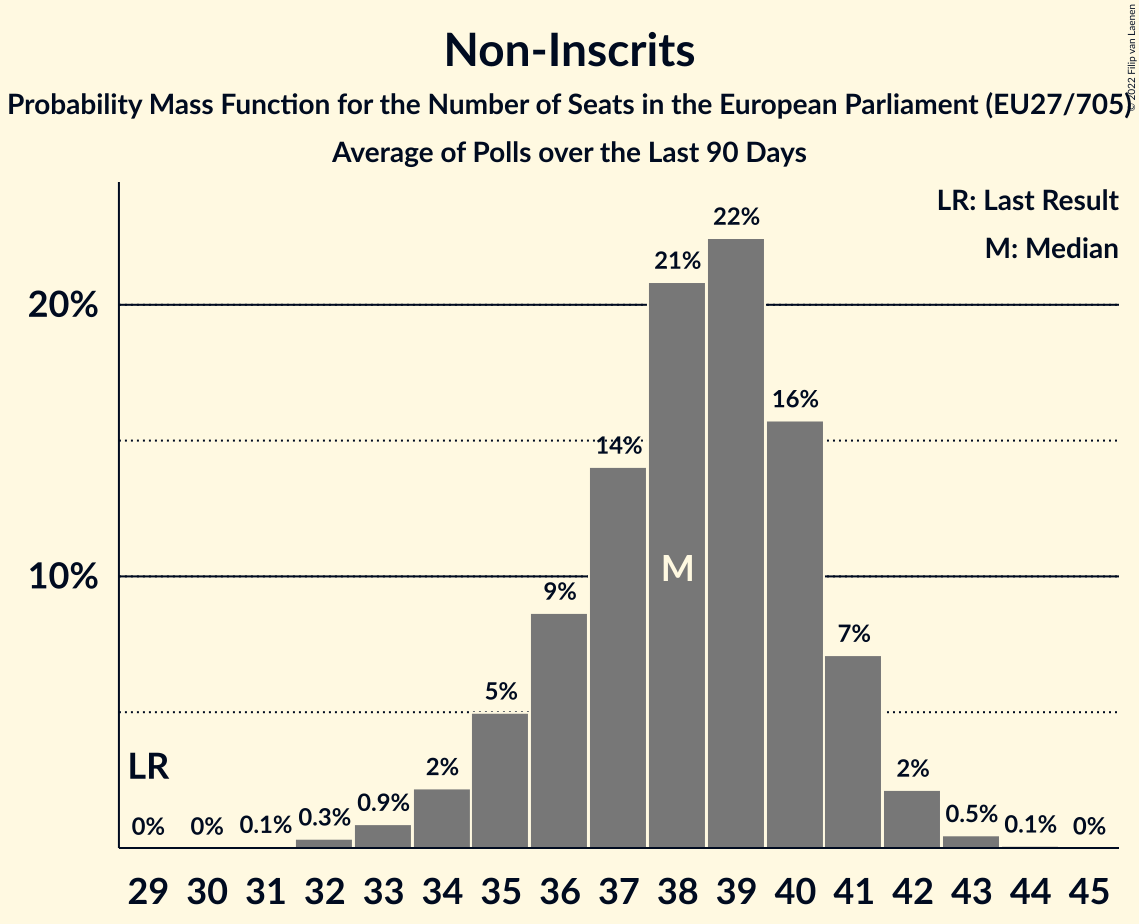 Non-Inscrits
Probability Mass Function for the Number of Seats in the European Parliament (EU27/705)
Average of Polls over the Last 90 Days
© 2022 Filip van Laenen
LR: Last Result
M: Median
22%
21%
20%
16%
14%
M
10%
9%
7%
5%
LR
2%
2%
0%
0%
0.1%
0.3%
0.9%
0.5%
0.1%
0%
29 30 31 32 33 34 35 36 37 38 39 40 41 42 43 44 45